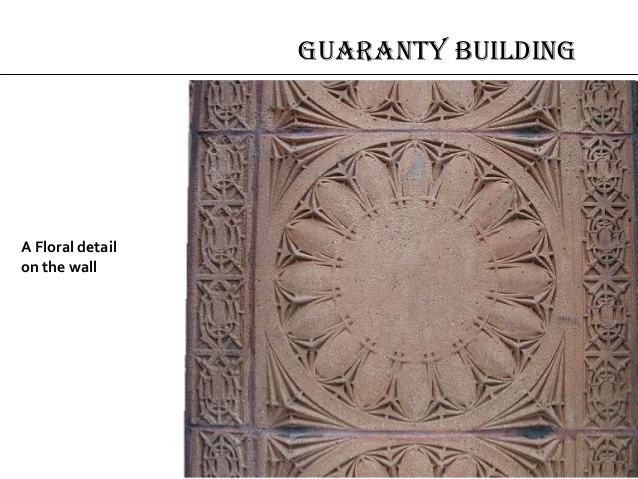 GUARANTY BUILDING
A Floral detail
on the wall